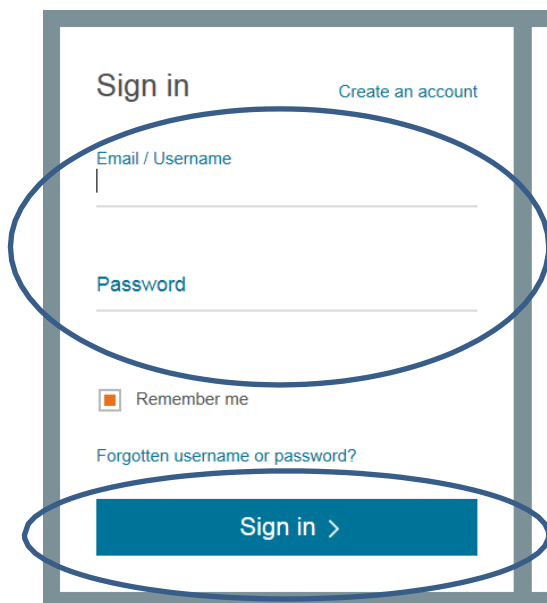 Sign in
Create an account
Email / Username
Password
Remember me
Forgotten username or password?
Sign in >